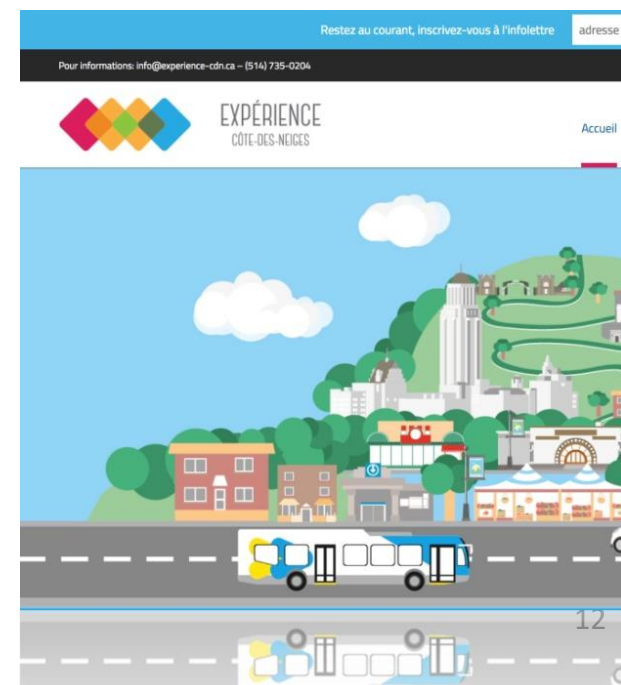 Restez au courant, inscrivez-vous à l'infolettre
adresse
Pour informations: info@experience-cdn.ca – (514) 735-0204
EXPÉRIENCE
CÔTE-DES-NEIGES
Accueil
12